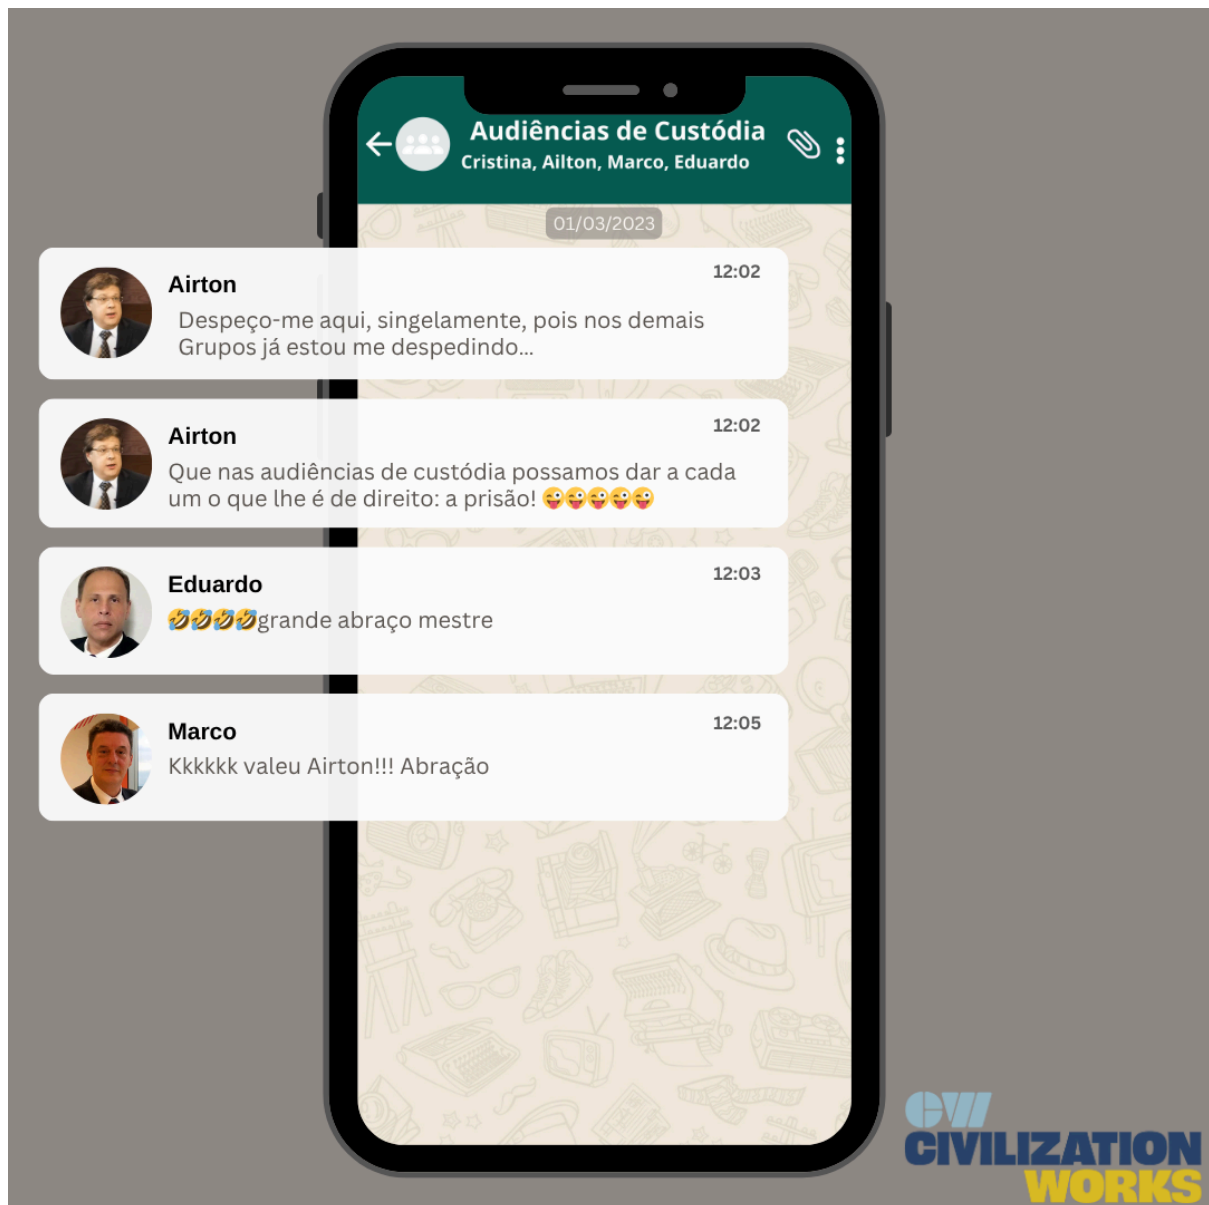 Audiências de Custódia
Cristina, Ailton, Marco, Eduardo
01/03/2023
Airton
12:02
Despeço-me aqui, singelamente, pois nos demais
Grupos já estou me despedindo...
Airton
12:02
Que nas audiências de custódia possamos dar a cada
um o que lhe é de direito: a prisão! 😜😜😜😜😜
Eduardo
12:03
🤣🤣🤣🤣grande abraço mestre
Marco
12:05
Kkkkkk valeu Airton!!! Abração
CW
CIVILIZATION
WORKS